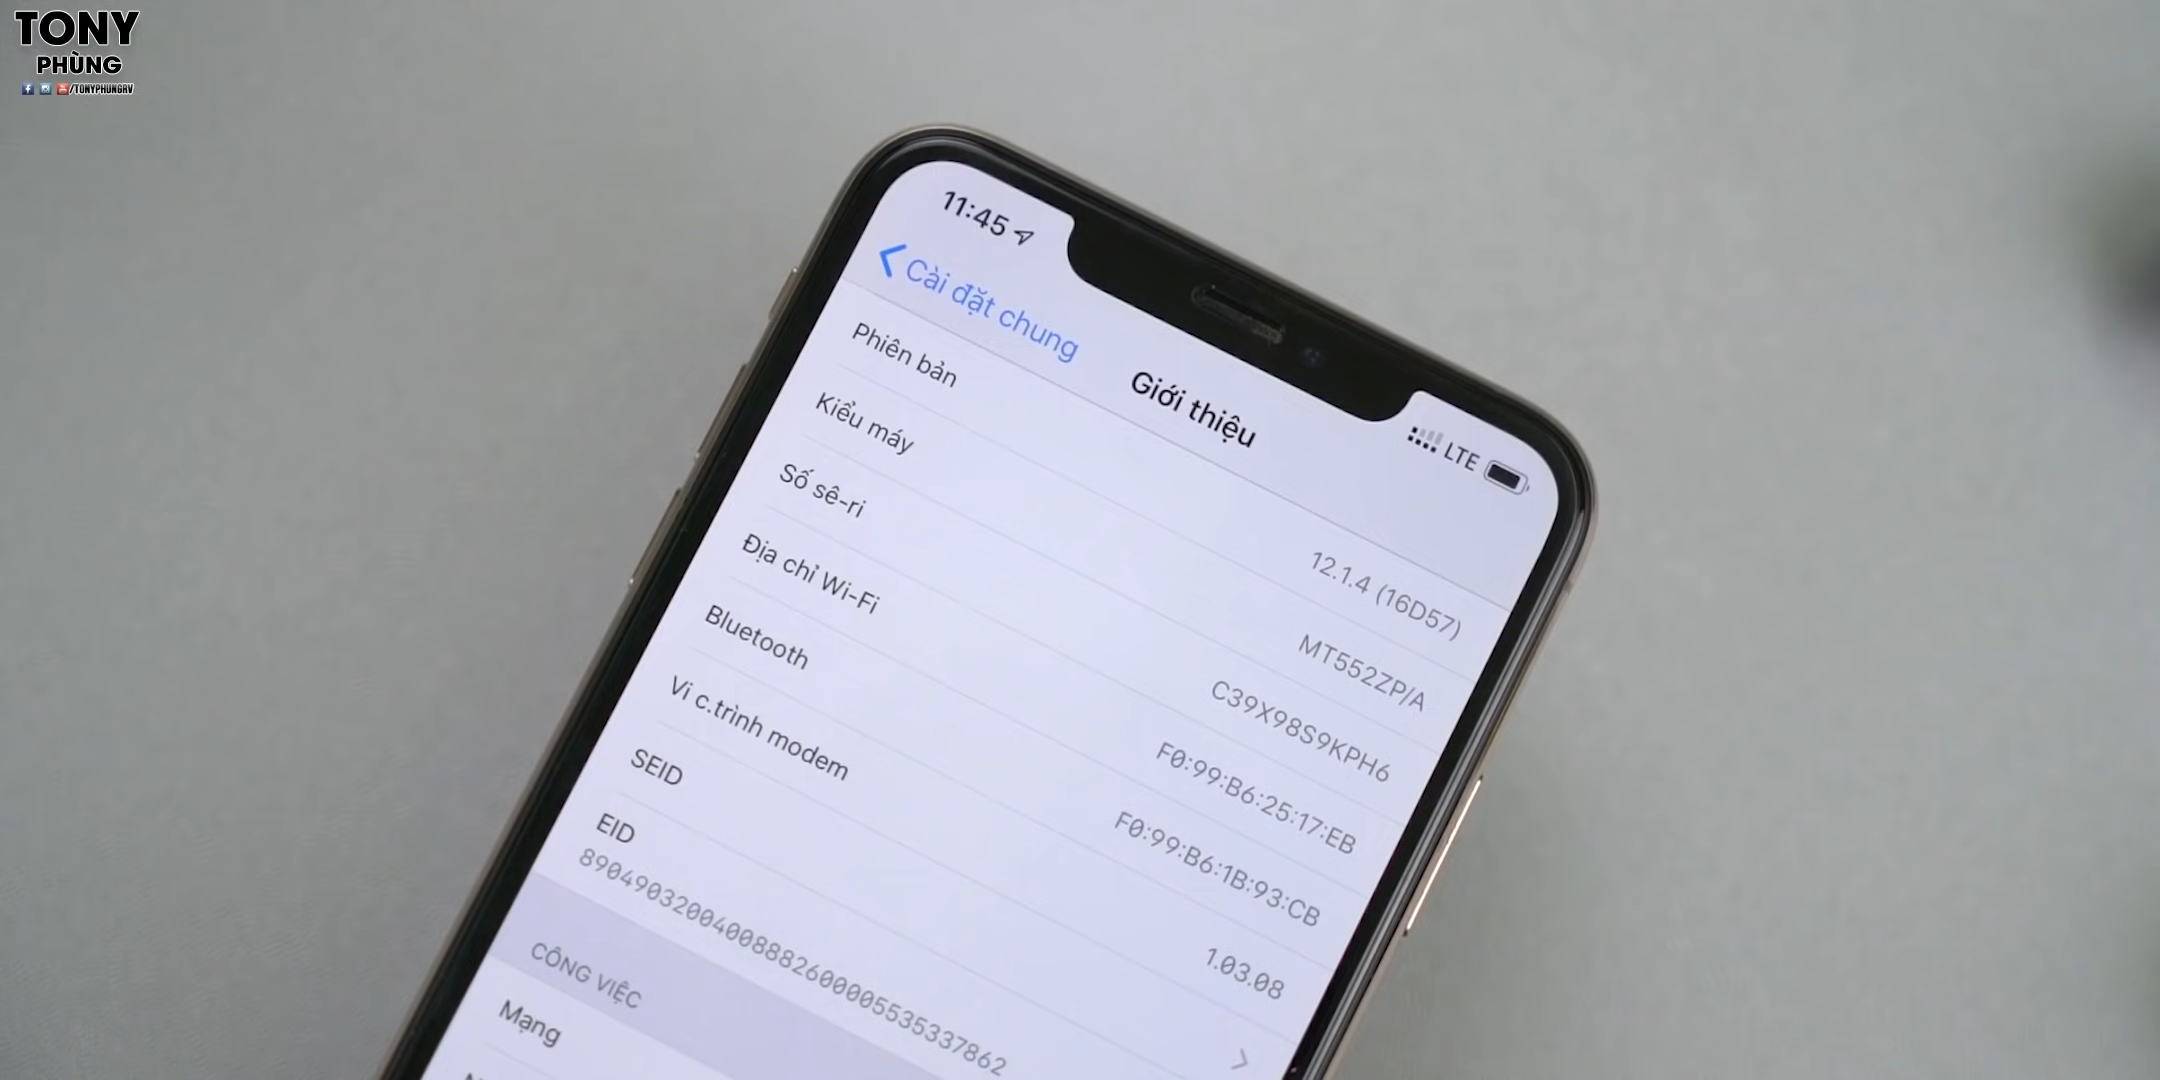 TONY
PHÙNG
/TONYPHUNGRV
11:45
LTE
Cài đặt chung
Giới thiệu
Phiên bản 12.1.4 (16D57)
Kiểu máy MT552ZP/A
Số sê-ri C39X98S9KPH6
Địa chỉ Wi-Fi F0:99:B6:25:17:EB
Bluetooth F0:99:B6:1B:93:CB
Vi c.trình modem 1.03.08
SEID
EID
89049032004008882600005535337862
CÔNG VIỆC
Mạng